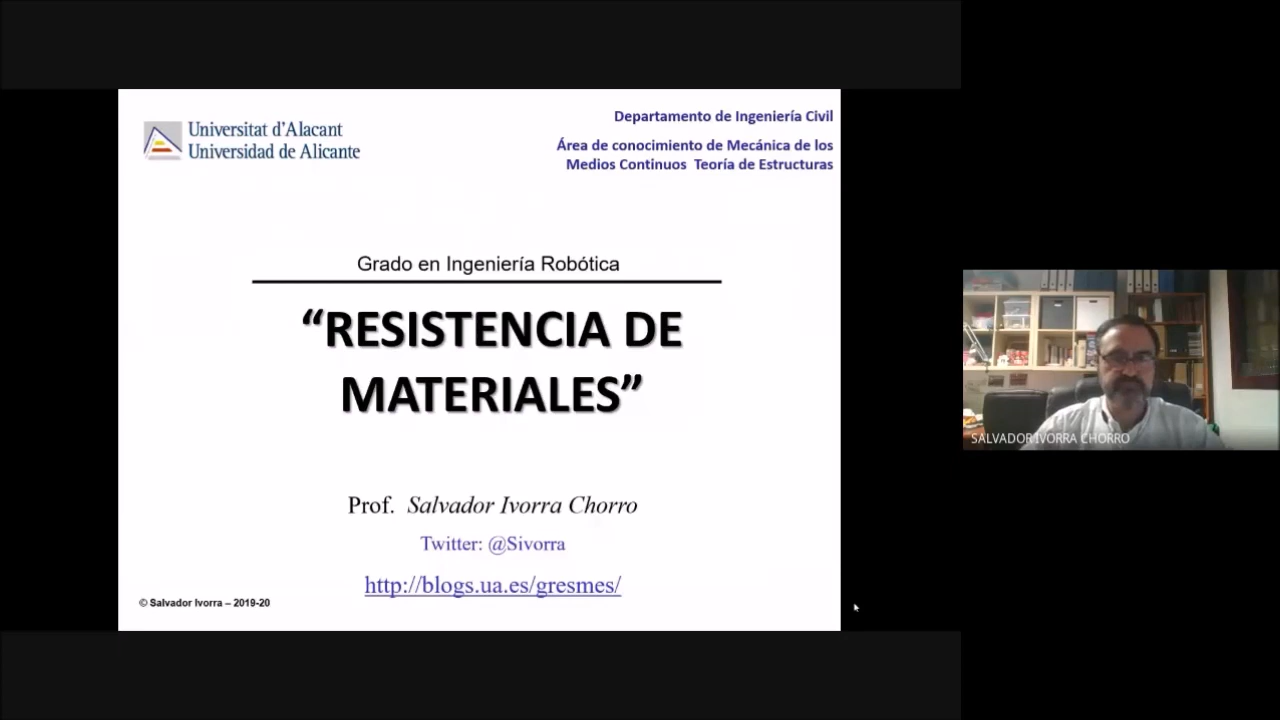 Universitat d'Alacant
Universidad de Alicante
Departamento de Ingeniería Civil
Área de conocimiento de Mecánica de los
Medios Continuos Teoría de Estructuras
Grado en Ingeniería Robótica
“RESISTENCIA DE
MATERIALES”
Prof. Salvador Ivorra Chorro
Twitter: @Sivorra
http://blogs.ua.es/gresmes/
© Salvador Ivorra – 2019-20
SALVADOR IVORRA CHORRO